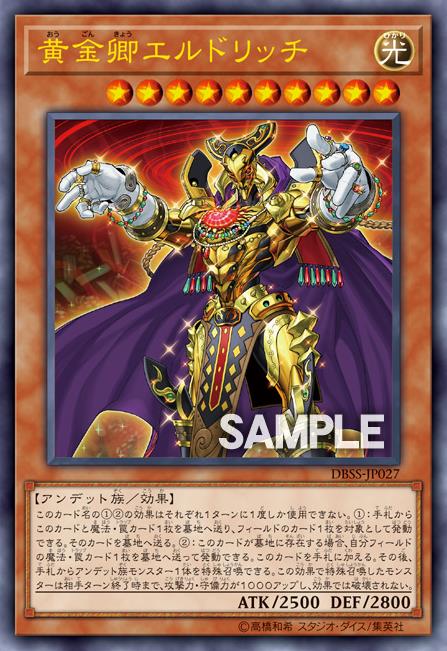 おう ごん きょう
黄金卿エルドリッチ
ひかり
光
SAMPLE
DBSS-JP027
【アンデット族／効果】
このカード名の①②の効果はそれぞれ1ターンに1度しか使用できない。①：手札から
このカードと魔法・罠カード1枚を墓地へ送り、フィールドのカード1枚を対象として発動
できる。そのカードを墓地へ送る。②：このカードが墓地に存在する場合、自分フィールド
の魔法・罠カード1枚を墓地へ送って発動できる。このカードを手札に加える。その後、
手札からアンデット族モンスター1体を特殊召喚できる。この効果で特殊召喚したモンス
ターは相手ターン終了時まで、攻撃力・守備力が1000アップし、効果では破壊されない。
ATK/2500 DEF/2800
©高橋和希 スタジオ・ダイス/集英社